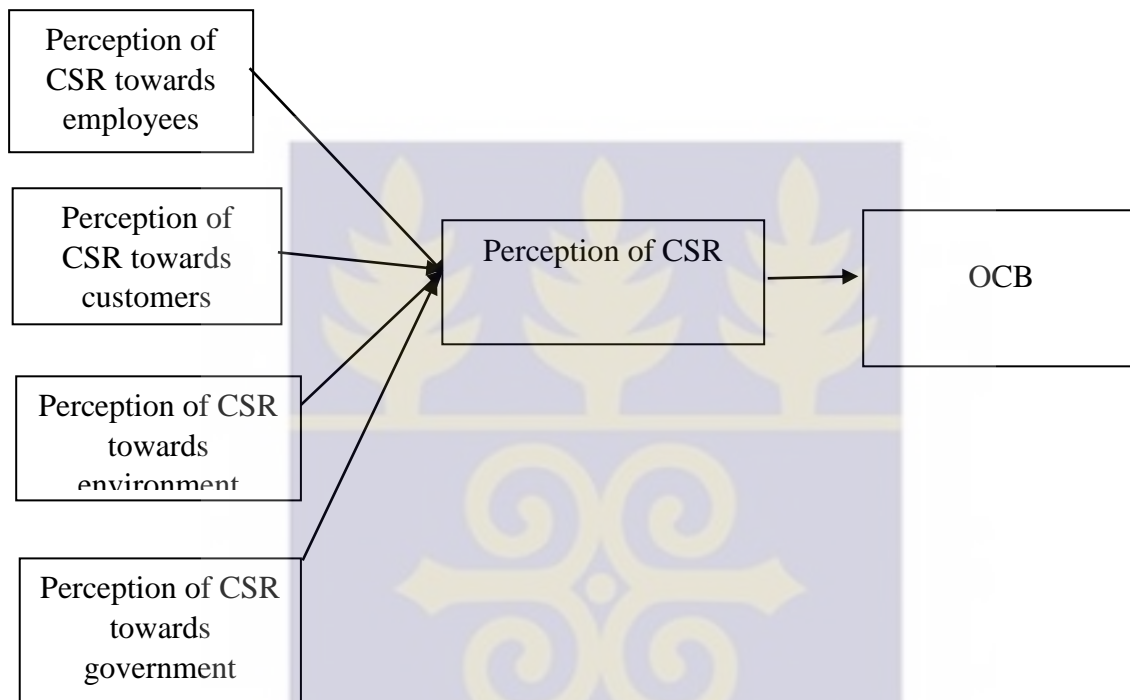 Perception of
CSR towards
employees
Perception of
CSR towards
customers
Perception of CSR
towards
environment
Perception of CSR
towards
government
Perception of CSR
OCB